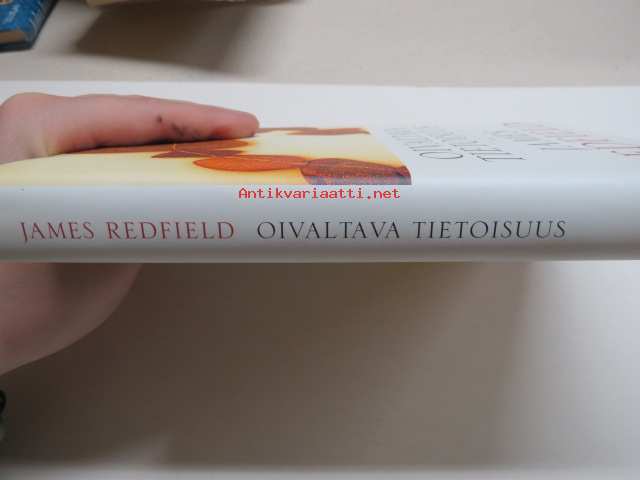 Antikvariaatti.net
JAMES REDFIELD OIVALTAVA TIETOISUUS